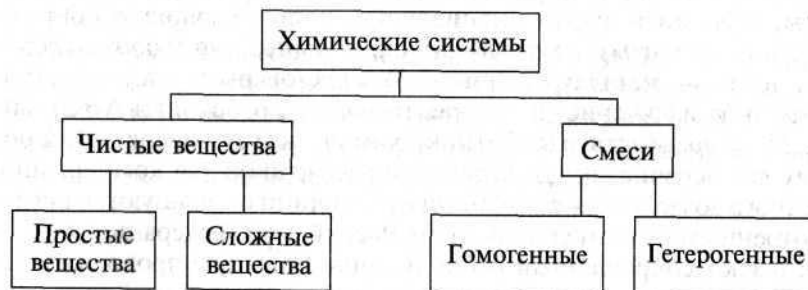 Химические системы
Чистые вещества
Смеси
Простые
вещества
Сложные
вещества
Гомогенные
Гетерогенные